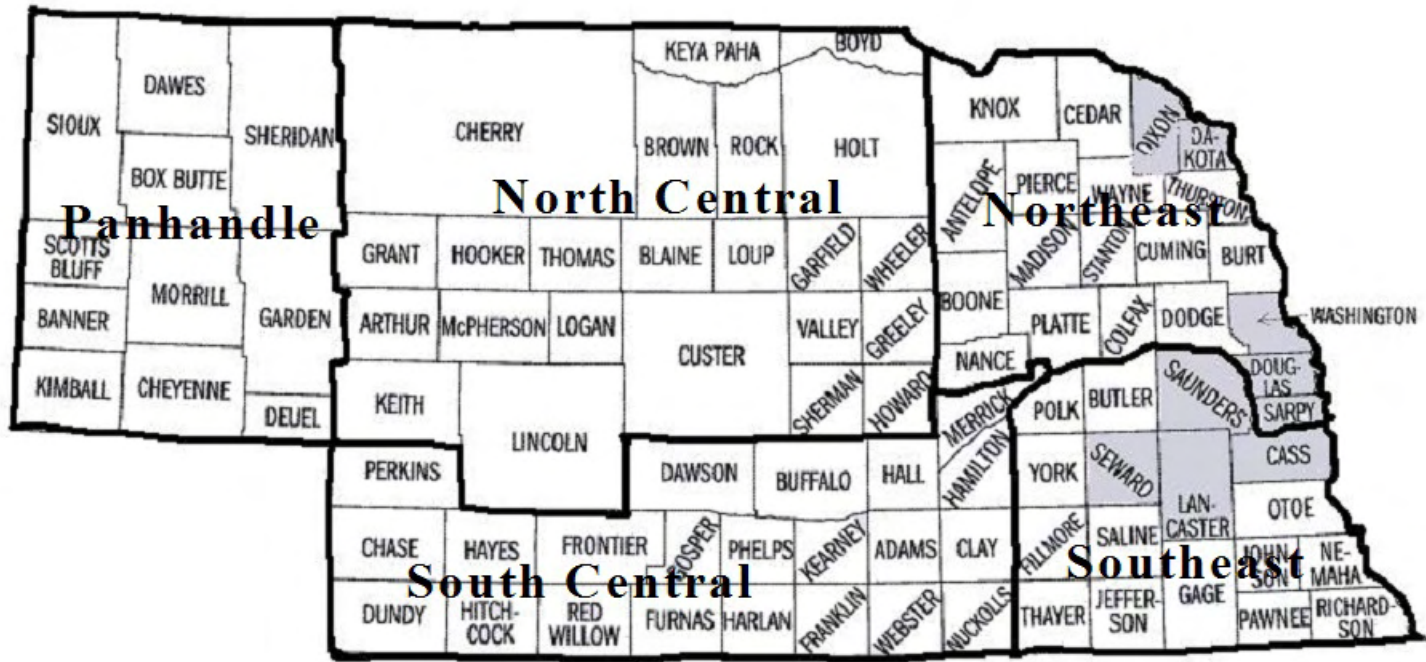 KEYA PAHA
BOYD
DAWES
KNOX
CEDAR
SIOUX
SHERIDAN
CHERRY
BROWN
ROCK
HOLT
DIXON
DA-
KOTA
BOX BUTTE
ANTELOPE
PIERCE
WAYNE
THURSTON
Panhandle
North Central
Northeast
SCOTTS
BLUFF
GRANT
HOOKER
THOMAS
BLAINE
LOUP
GARFIELD
WHEELER
MADISON
STANTON
CUMING
BURT
MORRILL
BANNER
GARDEN
ARTHUR
McPHERSON
LOGAN
CUSTER
VALLEY
GREELEY
BOONE
PLATTE
COLFAX
DODGE
WASHINGTON
NANCE
KIMBALL
CHEYENNE
DEUEL
KEITH
LINCOLN
SHERMAN
HOWARD
MERRICK
POLK
BUTLER
SAUNDERS
DOUG-
LAS
SARPY
PERKINS
DAWSON
BUFFALO
HALL
HAMILTON
YORK
SEWARD
CASS
LAN-
CASTER
OTOE
CHASE
HAYES
FRONTIER
GOSPER
PHELPS
KEARNEY
ADAMS
CLAY
FILLMORE
SALINE
South Central
Southeast
JOHN-
SON
NE-
MAHA
DUNDY
HITCH-
COCK
RED
WILLOW
FURNAS
HARLAN
FRANKLIN
WEBSTER
NUCKOLLS
THAYER
JEFFER-
SON
GAGE
PAWNEE
RICHARD-
SON